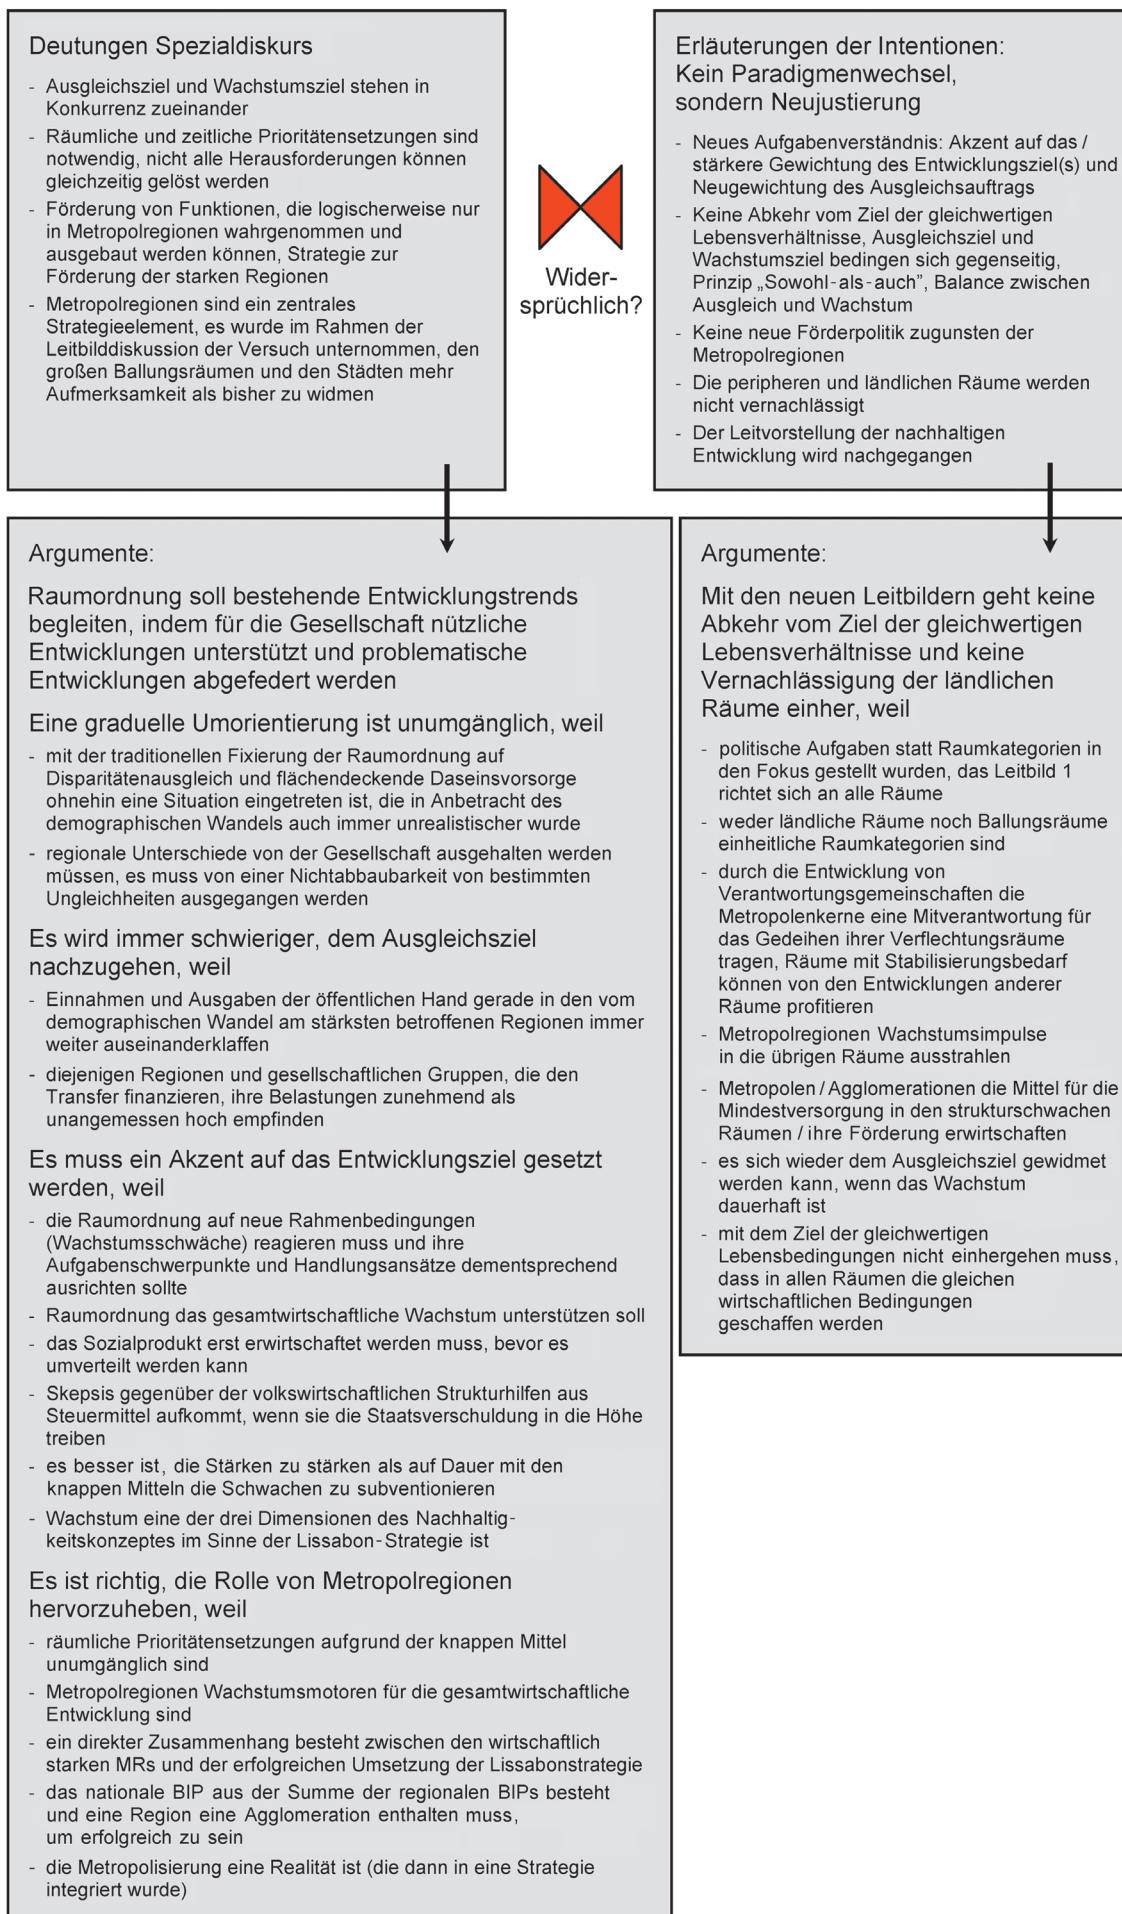 Deutungen Spezialdiskurs
- Ausgleichsziel und Wachstumsziel stehen in
Konkurrenz zueinander
- Räumliche und zeitliche Prioritätensetzungen sind
notwendig, nicht alle Herausforderungen können
gleichzeitig gelöst werden
- Förderung von Funktionen, die logischerweise nur
in Metropolregionen wahrgenommen und
ausgebaut werden können, Strategie zur
Förderung der starken Regionen
- Metropolregionen sind ein zentrales
Strategieelement, es wurde im Rahmen der
Leitbilddiskussion der Versuch unternommen, den
großen Ballungsräumen und den Städten mehr
Aufmerksamkeit als bisher zu widmen
Wider-
sprüchlich?
Erläuterungen der Intentionen:
Kein Paradigmenwechsel,
sondern Neujustierung
- Neues Aufgabenverständnis: Akzent auf das /
stärkere Gewichtung des Entwicklungsziel(s) und
Neugewichtung des Ausgleichsauftrags
- Keine Abkehr vom Ziel der gleichwertigen
Lebensverhältnisse, Ausgleichsziel und
Wachstumsziel bedingen sich gegenseitig,
Prinzip „Sowohl-als-auch", Balance zwischen
Ausgleich und Wachstum
- Keine neue Förderpolitik zugunsten der
Metropolregionen
- Die peripheren und ländlichen Räume werden
nicht vernachlässigt
- Der Leitvorstellung der nachhaltigen
Entwicklung wird nachgegangen
Argumente:
Raumordnung soll bestehende Entwicklungstrends
begleiten, indem für die Gesellschaft nützliche
Entwicklungen unterstützt und problematische
Entwicklungen abgefedert werden
Eine graduelle Umorientierung ist unumgänglich, weil
- mit der traditionellen Fixierung der Raumordnung auf
Disparitätenausgleich und flächendeckende Daseinsvorsorge
ohnehin eine Situation eingetreten ist, die in Anbetracht des
demographischen Wandels auch immer unrealistischer wurde
- regionale Unterschiede von der Gesellschaft ausgehalten werden
müssen, es muss von einer Nichtabbaubarkeit von bestimmten
Ungleichheiten ausgegangen werden
Es wird immer schwieriger, dem Ausgleichsziel
nachzugehen, weil
- Einnahmen und Ausgaben der öffentlichen Hand gerade in den vom
demographischen Wandel am stärksten betroffenen Regionen immer
weiter auseinanderklaffen
- diejenigen Regionen und gesellschaftlichen Gruppen, die den
Transfer finanzieren, ihre Belastungen zunehmend als
unangemessen hoch empfinden
Es muss ein Akzent auf das Entwicklungsziel gesetzt
werden, weil
- die Raumordnung auf neue Rahmenbedingungen
(Wachstumsschwäche) reagieren muss und ihre
Aufgabenschwerpunkte und Handlungsansätze dementsprechend
ausrichten sollte
- Raumordnung das gesamtwirtschaftliche Wachstum unterstützen soll
- das Sozialprodukt erst erwirtschaftet werden muss, bevor es
umverteilt werden kann
- Skepsis gegenüber der volkswirtschaftlichen Strukturhilfen aus
Steuermittel aufkommt, wenn sie die Staatsverschuldung in die Höhe
treiben
- es besser ist, die Stärken zu stärken als auf Dauer mit den
knappen Mitteln die Schwachen zu subventionieren
- Wachstum eine der drei Dimensionen des Nachhaltig-
keitskonzeptes im Sinne der Lissabon-Strategie ist
Es ist richtig, die Rolle von Metropolregionen
hervorzuheben, weil
- räumliche Prioritätensetzungen aufgrund der knappen Mittel
unumgänglich sind
- Metropolregionen Wachstumsmotoren für die gesamtwirtschaftliche
Entwicklung sind
- ein direkter Zusammenhang besteht zwischen den wirtschaftlich
starken MRs und der erfolgreichen Umsetzung der Lissabonstrategie
- das nationale BIP aus der Summe der regionalen BIPs besteht
und eine Region eine Agglomeration enthalten muss,
um erfolgreich zu sein
- die Metropolisierung eine Realität ist (die dann in eine Strategie
integriert wurde)
Argumente:
Mit den neuen Leitbildern geht keine
Abkehr vom Ziel der gleichwertigen
Lebensverhältnisse und keine
Vernachlässigung der ländlichen
Räume einher, weil
- politische Aufgaben statt Raumkategorien in
den Fokus gestellt wurden, das Leitbild 1
richtet sich an alle Räume
- weder ländliche Räume noch Ballungsräume
einheitliche Raumkategorien sind
- durch die Entwicklung von
Verantwortungsgemeinschaften die
Metropolenkerne eine Mitverantwortung für
das Gedeihen ihrer Verflechtungsräume
tragen, Räume mit Stabilisierungsbedarf
können von den Entwicklungen anderer
Räume profitieren
- Metropolregionen Wachstumsimpulse
in die übrigen Räume ausstrahlen
- Metropolen / Agglomerationen die Mittel für die
Mindestversorgung in den strukturschwachen
Räumen / ihre Förderung erwirtschaften
- es sich wieder dem Ausgleichsziel gewidmet
werden kann, wenn das Wachstum
dauerhaft ist
- mit dem Ziel der gleichwertigen
Lebensbedingungen nicht einhergehen muss,
dass in allen Räumen die gleichen
wirtschaftlichen Bedingungen
geschaffen werden